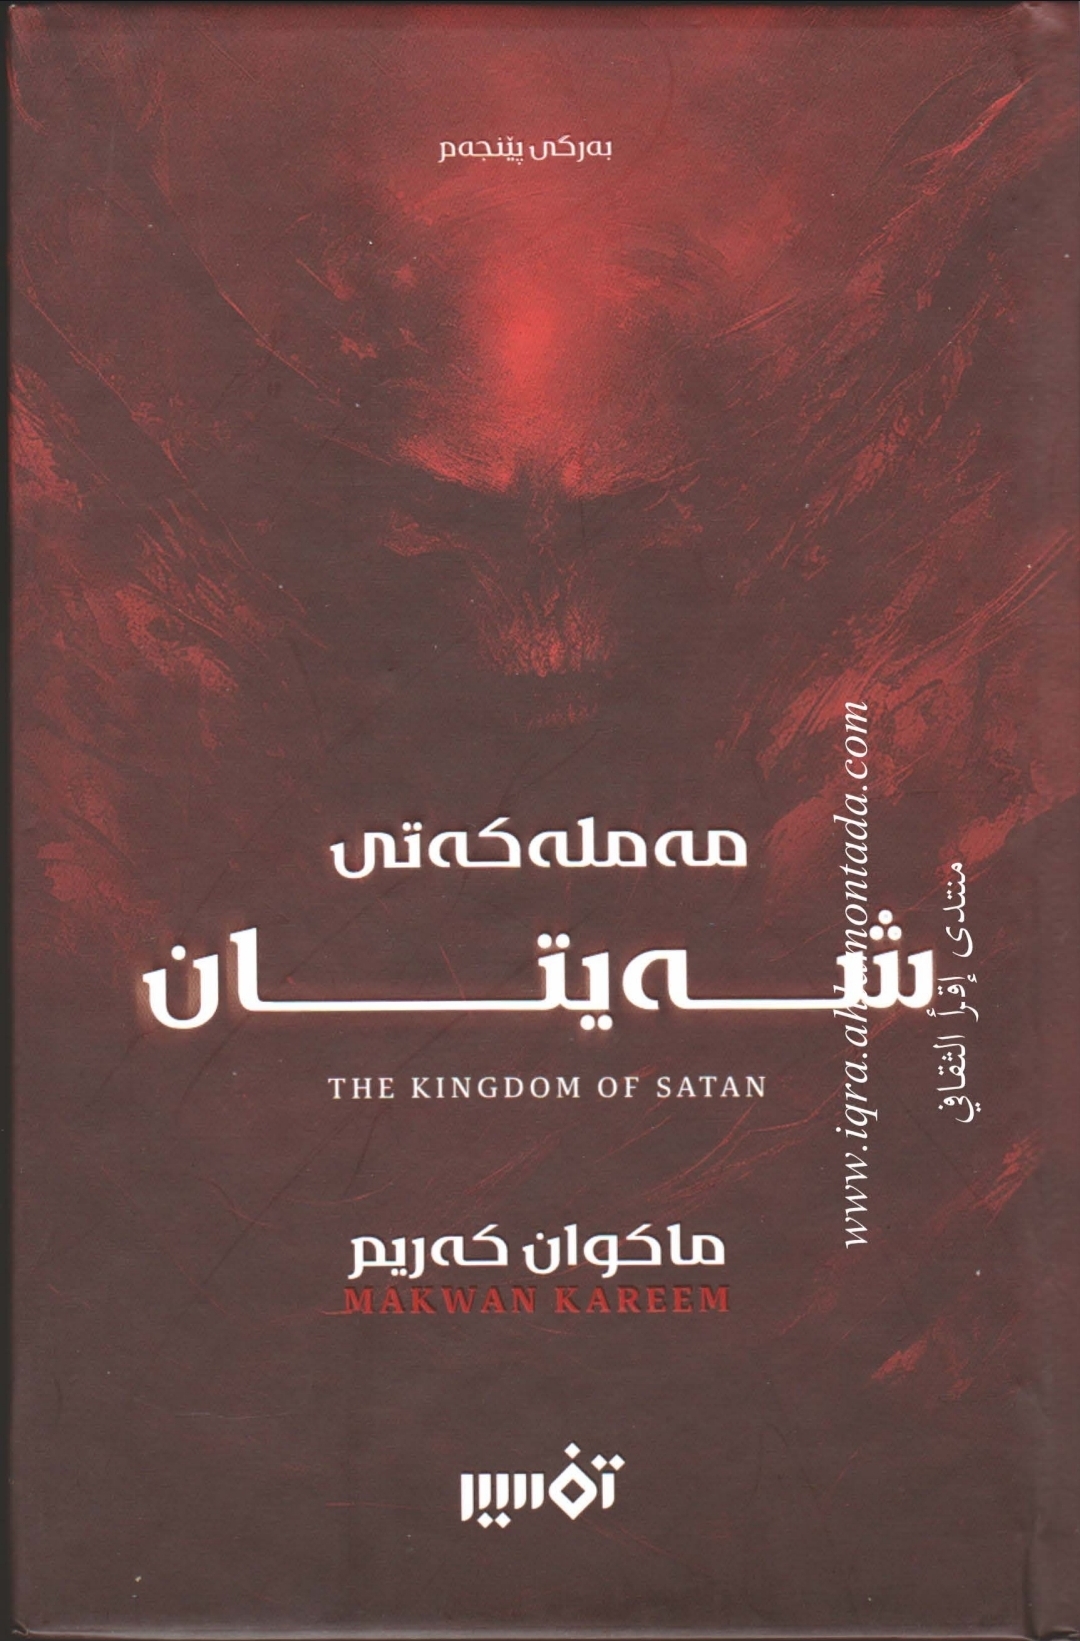 بەرگی پێنجەم
مەملەکەتی
شەیتان
THE KINGDOM OF SATAN
ماکوان کەریم
MAKWAN KAREEM
تفسير
www.iqra.ahlamontada.com
منتدى إقرأ الثقافي